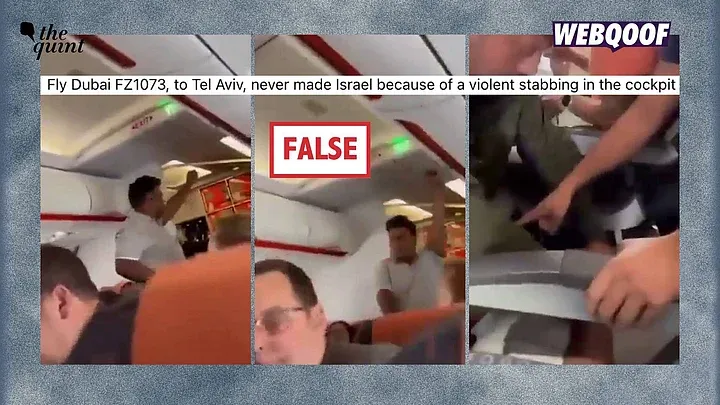 the
quint
WEBQOOF
Fly Dubai FZ1073, to Tel Aviv, never made Israel because of a violent stabbing in the cockpit
FALSE